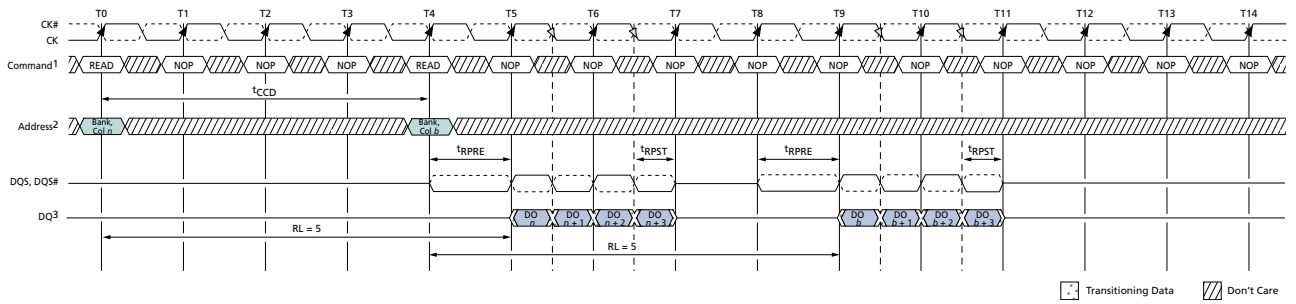 T0 T1 T2 T3 T4 T5 T6 T7 T8 T9 T10 T11 T12 T13 T14
CK#
CK
Command1 READ NOP NOP NOP READ NOP NOP NOP NOP NOP NOP NOP NOP NOP NOP
tCCD
Address2 Bank, Col n Bank, Col b
tRPRE tRPST tRPRE tRPST
DQS, DQS#
DQ3 DO n DO n + 1 DO n + 2 DO n + 3 DO b DO b + 1 DO b + 2 DO b + 3
RL = 5
RL = 5
Transitioning Data Don't Care